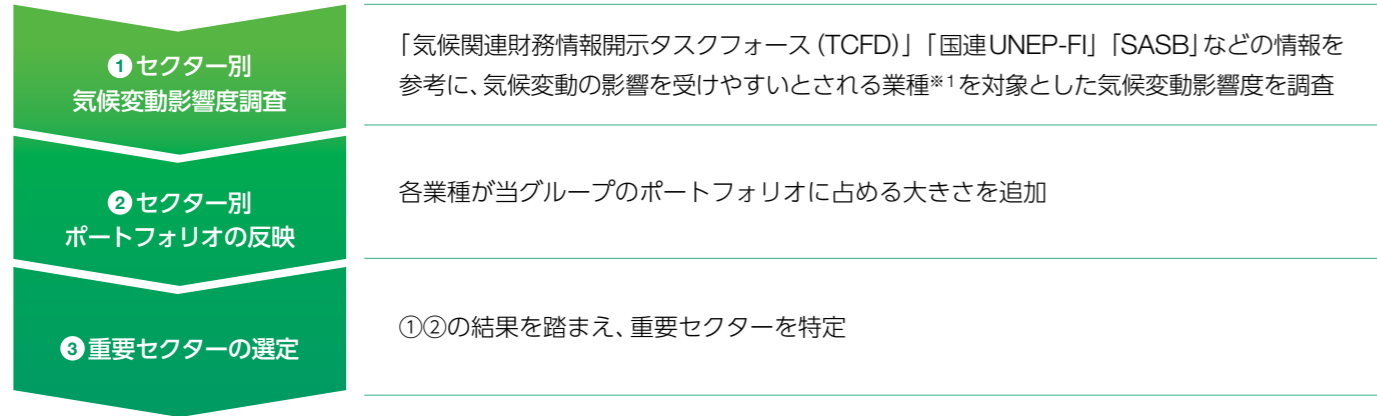 ❶セクター別
気候変動影響度調査
「気候関連財務情報開示タスクフォース(TCFD)」「国連UNEP-FI」「SASB」などの情報を
参考に、気候変動の影響を受けやすいとされる業種※1を対象とした気候変動影響度を調査
❷セクター別
ポートフォリオの反映
各業種が当グループのポートフォリオに占める大きさを追加
❸重要セクターの選定
①②の結果を踏まえ、重要セクターを特定